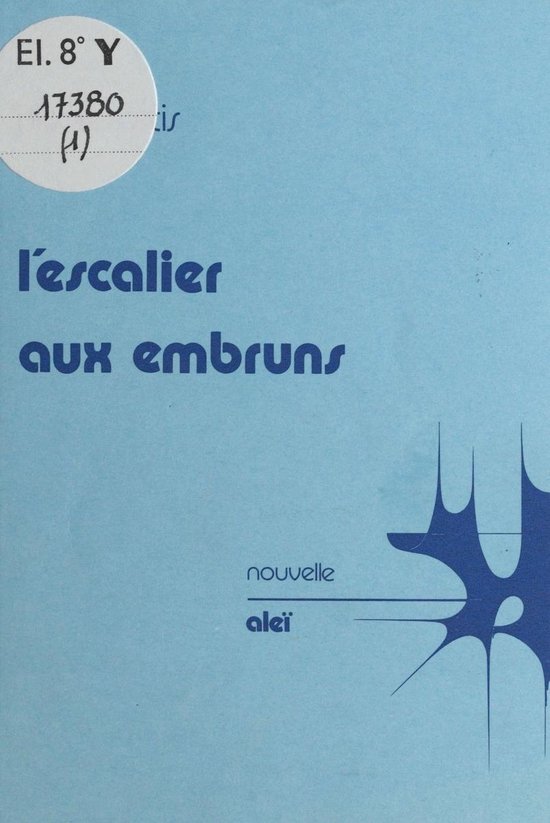 El. 8° Y
17380
(1)
l'escalier
aux embruns
nouvelle
aleï